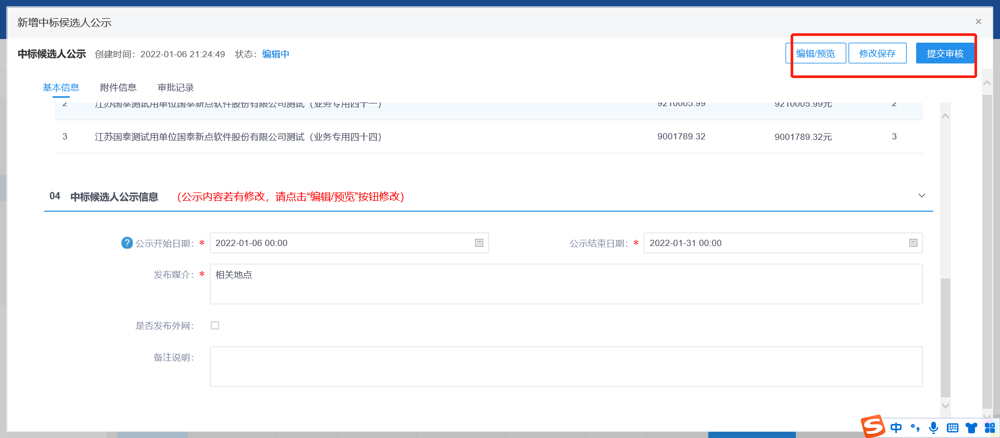 新增中标候选人公示
中标候选人公示 创建时间：2022-01-06 21:24:49 状态：编辑中 编辑/预览 修改保存 提交审核
基本信息 附件信息 审批记录
2 江苏国泰测试用单位国泰新点软件股份有限公司测试（业务专用四十一） 9210005.99 9210005.99元 2
3 江苏国泰测试用单位国泰新点软件股份有限公司测试（业务专用四十四） 9001789.32 9001789.32元 3
04 中标候选人公示信息 （公示内容若有修改，请点击“编辑/预览”按钮修改）
? 公示开始日期：* 2022-01-06 00:00 公示结束日期：* 2022-01-31 00:00
发布媒介：* 相关地点
是否发布外网：
备注说明：
S 中 °，